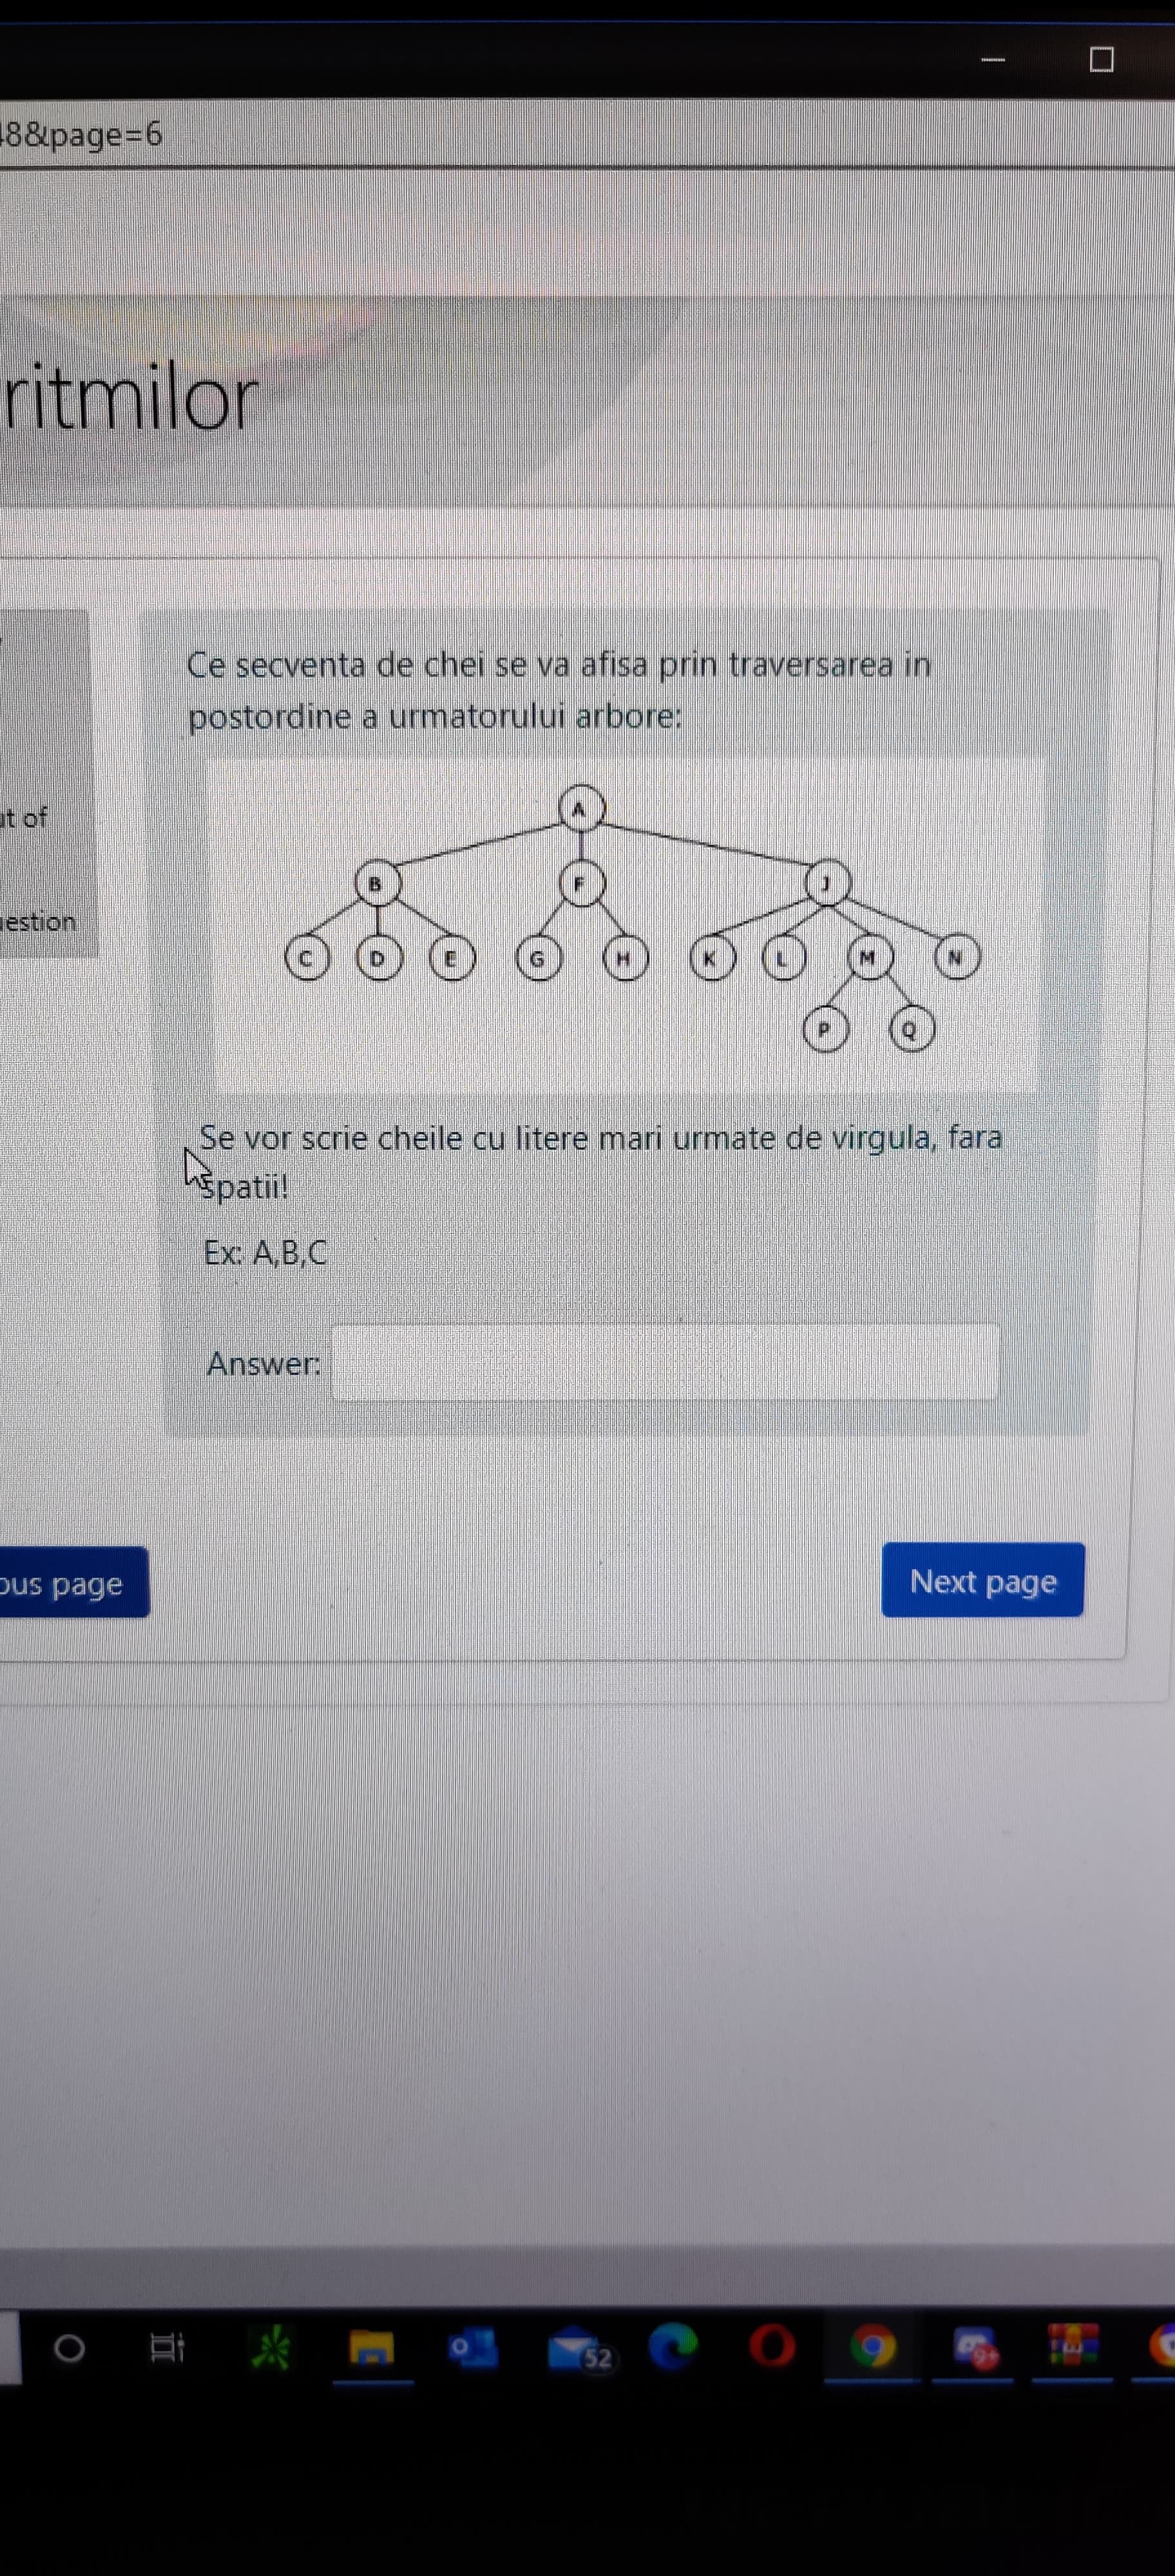 48&page=6
ritmilor
Ce secventa de chei se va afisa prin traversarea in
postordine a urmatorului arbore:
ut of
estion
A
B
F
J
C
D
E
G
H
K
L
M
N
P
Q
Se vor scrie cheile cu litere mari urmate de virgula, fara
spatii!
Ex: A,B,C
Answer:
ous page
Next page
52
9+